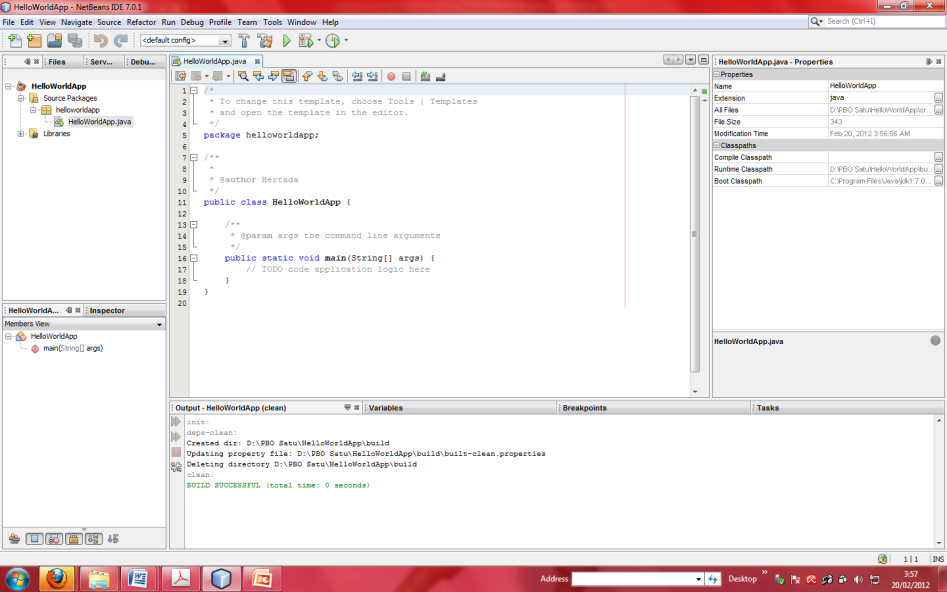 HelloWorldApp - NetBeans IDE 7.0.1
File Edit View Navigate Source Refactor Run Debug Profile Team Tools Window Help
Search (Ctrl+I)
<default config>
Files Serv... Debu...
HelloWorldApp
Source Packages
helloworldapp
HelloWorldApp.java
Libraries
HelloWorldApp.java
1 /*
2 * To change this template, choose Tools | Templates
3 * and open the template in the editor.
4 */
5 package helloworldapp;
6
7 /**
8 *
9 * @author Hertada
10 */
11 public class HelloWorldApp {
12
13 /**
14 * @param args the command line arguments
15 */
16 public static void main(String[] args) {
17 // TODO code application logic here
18 }
19 }
20
HelloWorldApp.java - Properties
Properties
Name HelloWorldApp
Extension java
All Files D:\PBO Satu\HelloWorldApp\sr...
File Size 343
Modification Time Feb 20, 2012 3:56:56 AM
Classpaths
Compile Classpath
Runtime Classpath D:\PBO Satu\HelloWorldApp\bu...
Boot Classpath C:\Program Files\Java\jdk1.7.0...
HelloWorldApp.java
HelloWorldA... Inspector
Members View
HelloWorldApp
main(String[] args)
Output - HelloWorldApp (clean) Variables Breakpoints Tasks
init:
deps-clean:
Created dir: D:\PBO Satu\HelloWorldApp\build
Updating property file: D:\PBO Satu\HelloWorldApp\build\built-clean.properties
Deleting directory D:\PBO Satu\HelloWorldApp\build
clean:
BUILD SUCCESSFUL (total time: 0 seconds)
1 | 1 INS
Address Desktop
3:57
20/02/2012